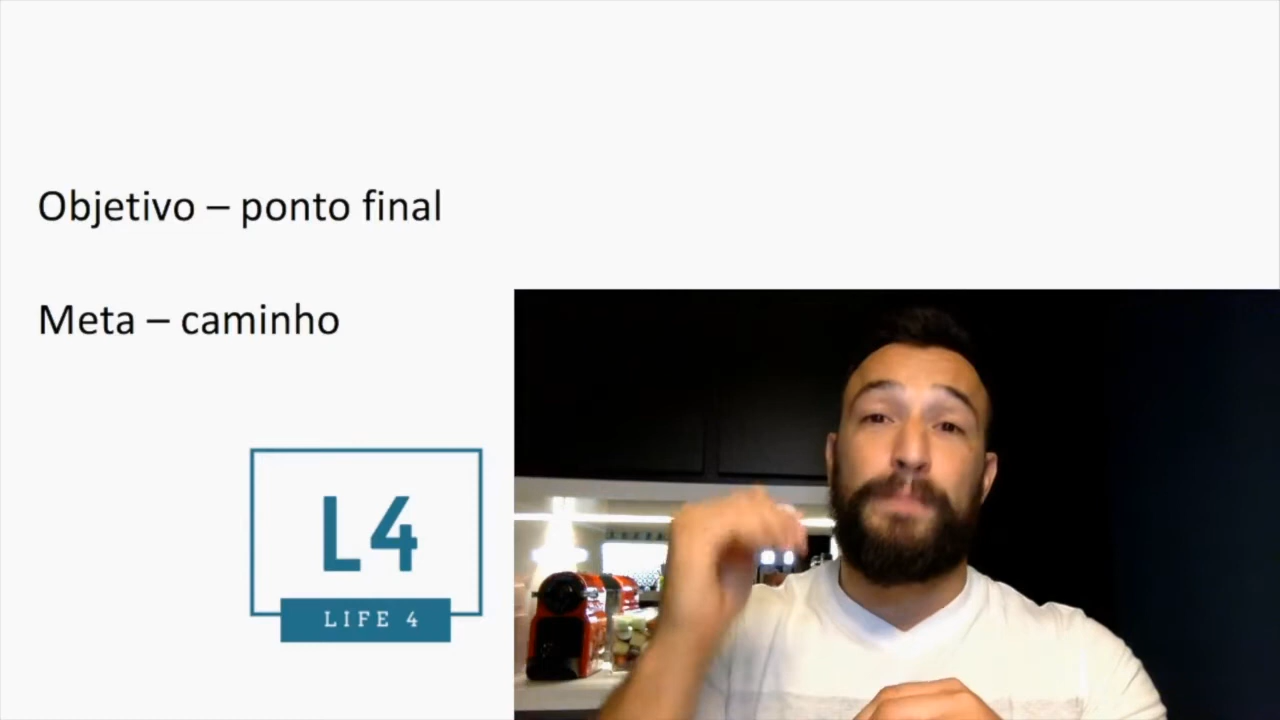 Objetivo – ponto final
Meta – caminho
L4
LIFE 4